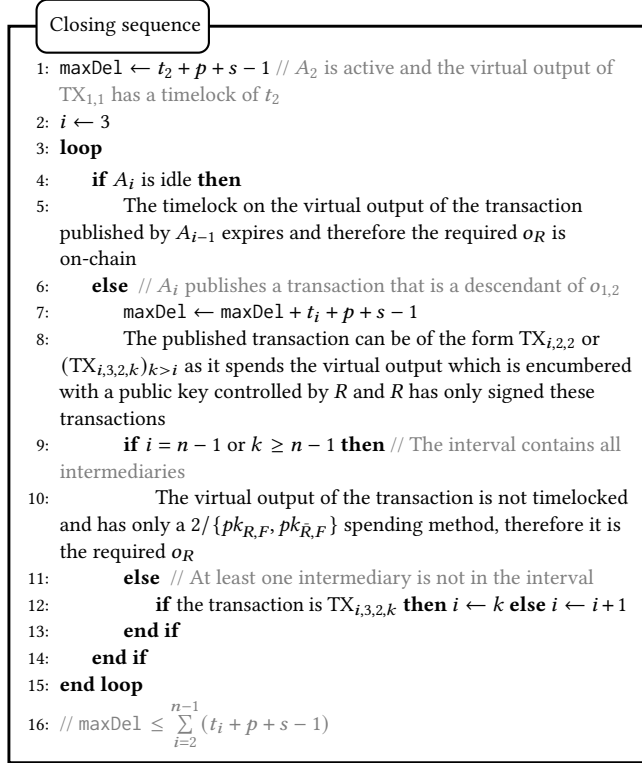 Closing sequence
1: maxDel ← t₂ + p + s − 1 // A₂ is active and the virtual output of
TX₁,₁ has a timelock of t₂
2: i ← 3
3: loop
4: if Aᵢ is idle then
5: The timelock on the virtual output of the transaction
published by Aᵢ₋₁ expires and therefore the required o_R is
on-chain
6: else // Aᵢ publishes a transaction that is a descendant of o₁,₂
7: maxDel ← maxDel + tᵢ + p + s − 1
8: The published transaction can be of the form TXᵢ,₂,₂ or
(TXᵢ,₃,₂,ₖ)ₖ>ᵢ as it spends the virtual output which is encumbered
with a public key controlled by R and R has only signed these
transactions
9: if i = n − 1 or k ≥ n − 1 then // The interval contains all
intermediaries
10: The virtual output of the transaction is not timelocked
and has only a 2/{pk_{R,F}, pk_{R̄,F}} spending method, therefore it is
the required o_R
11: else // At least one intermediary is not in the interval
12: if the transaction is TXᵢ,₃,₂,ₖ then i ← k else i ← i + 1
13: end if
14: end if
15: end loop
16: // maxDel ≤ ∑_{i=2}^{n−1} (tᵢ + p + s − 1)